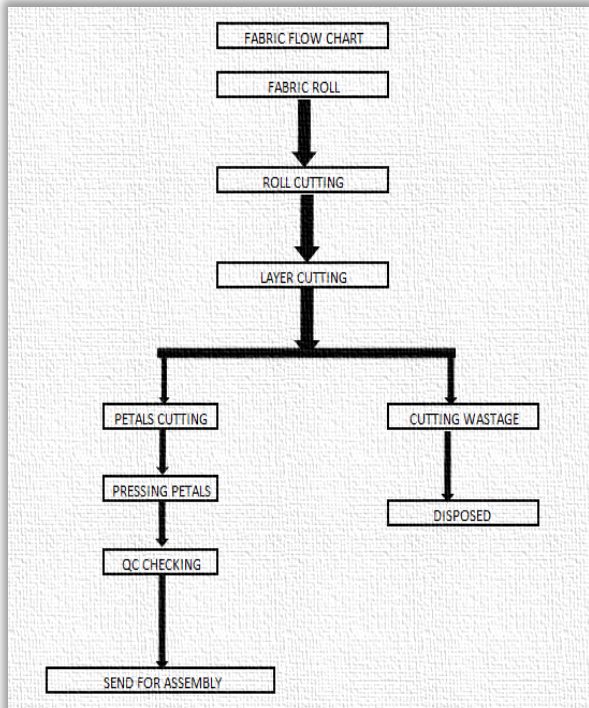 FABRIC FLOW CHART
FABRIC ROLL
ROLL CUTTING
LAYER CUTTING
PETALS CUTTING
CUTTING WASTAGE
PRESSING PETALS
DISPOSED
QC CHECKING
SEND FOR ASSEMBLY